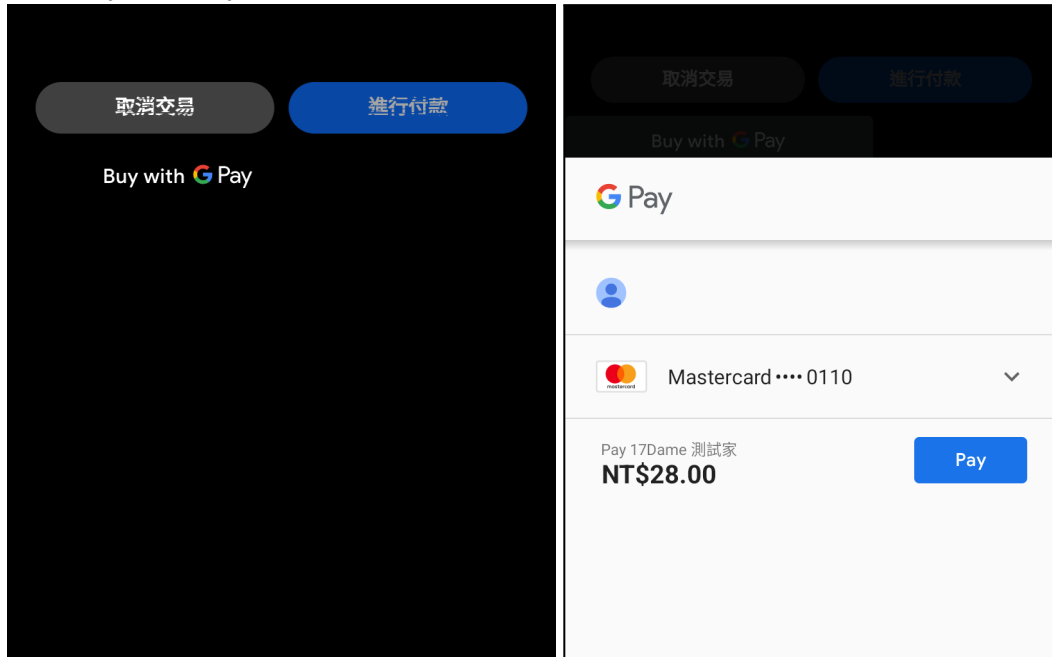 取消交易
進行付款
Buy with G Pay
取消交易
進行付款
Buy with G Pay
G Pay
mastercard
Mastercard •••• 0110
Pay 17Dame 測試家
NT$28.00
Pay